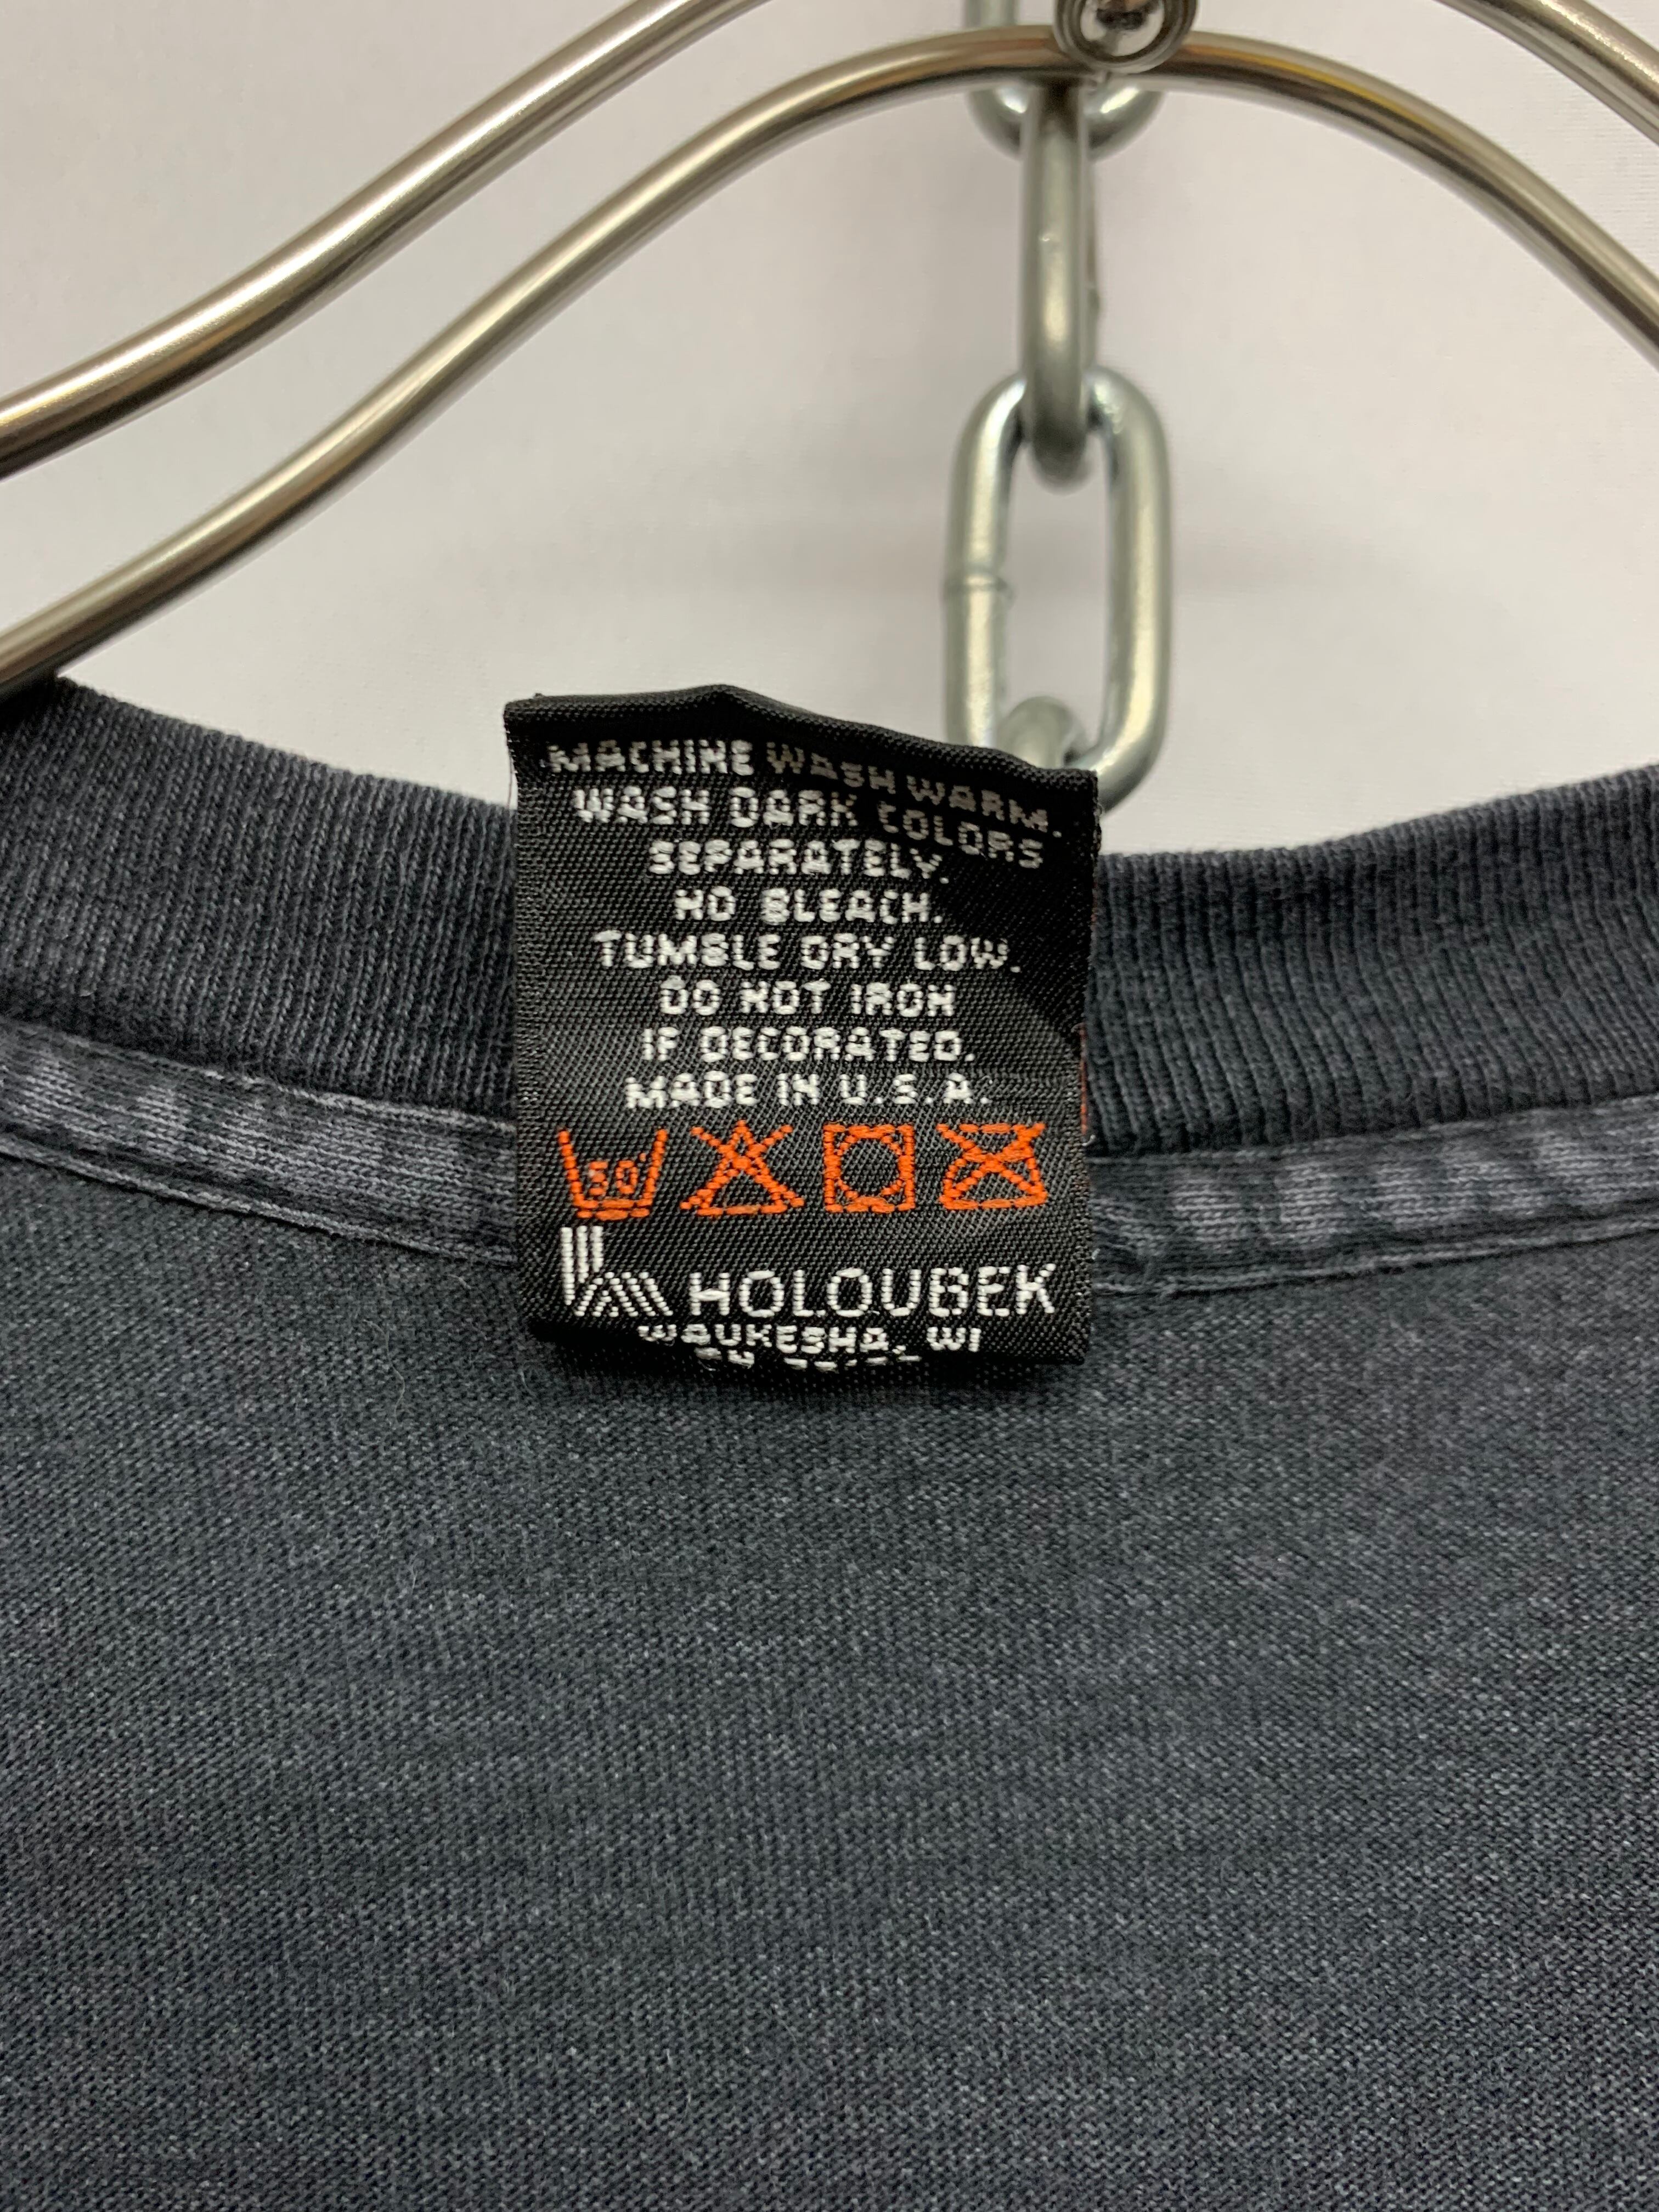 MACHINE WASH WARM.
WASH DARK COLORS
SEPARATELY.
NO BLEACH.
TUMBLE DRY LOW.
DO NOT IRON
IF DECORATED.
MADE IN U.S.A.
50°
HOLOUBEK
WAUKESHA, WI